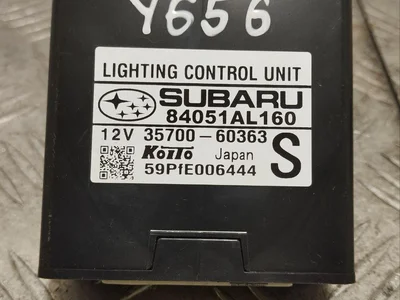 Y656
LIGHTING CONTROL UNIT
SUBARU
84051AL160
12V 35700-60363
KOITO Japan S
59PfE006444